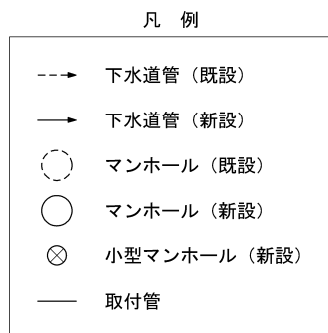 凡 例
下水道管（既設）
下水道管（新設）
マンホール（既設）
マンホール（新設）
小型マンホール（新設）
取付管